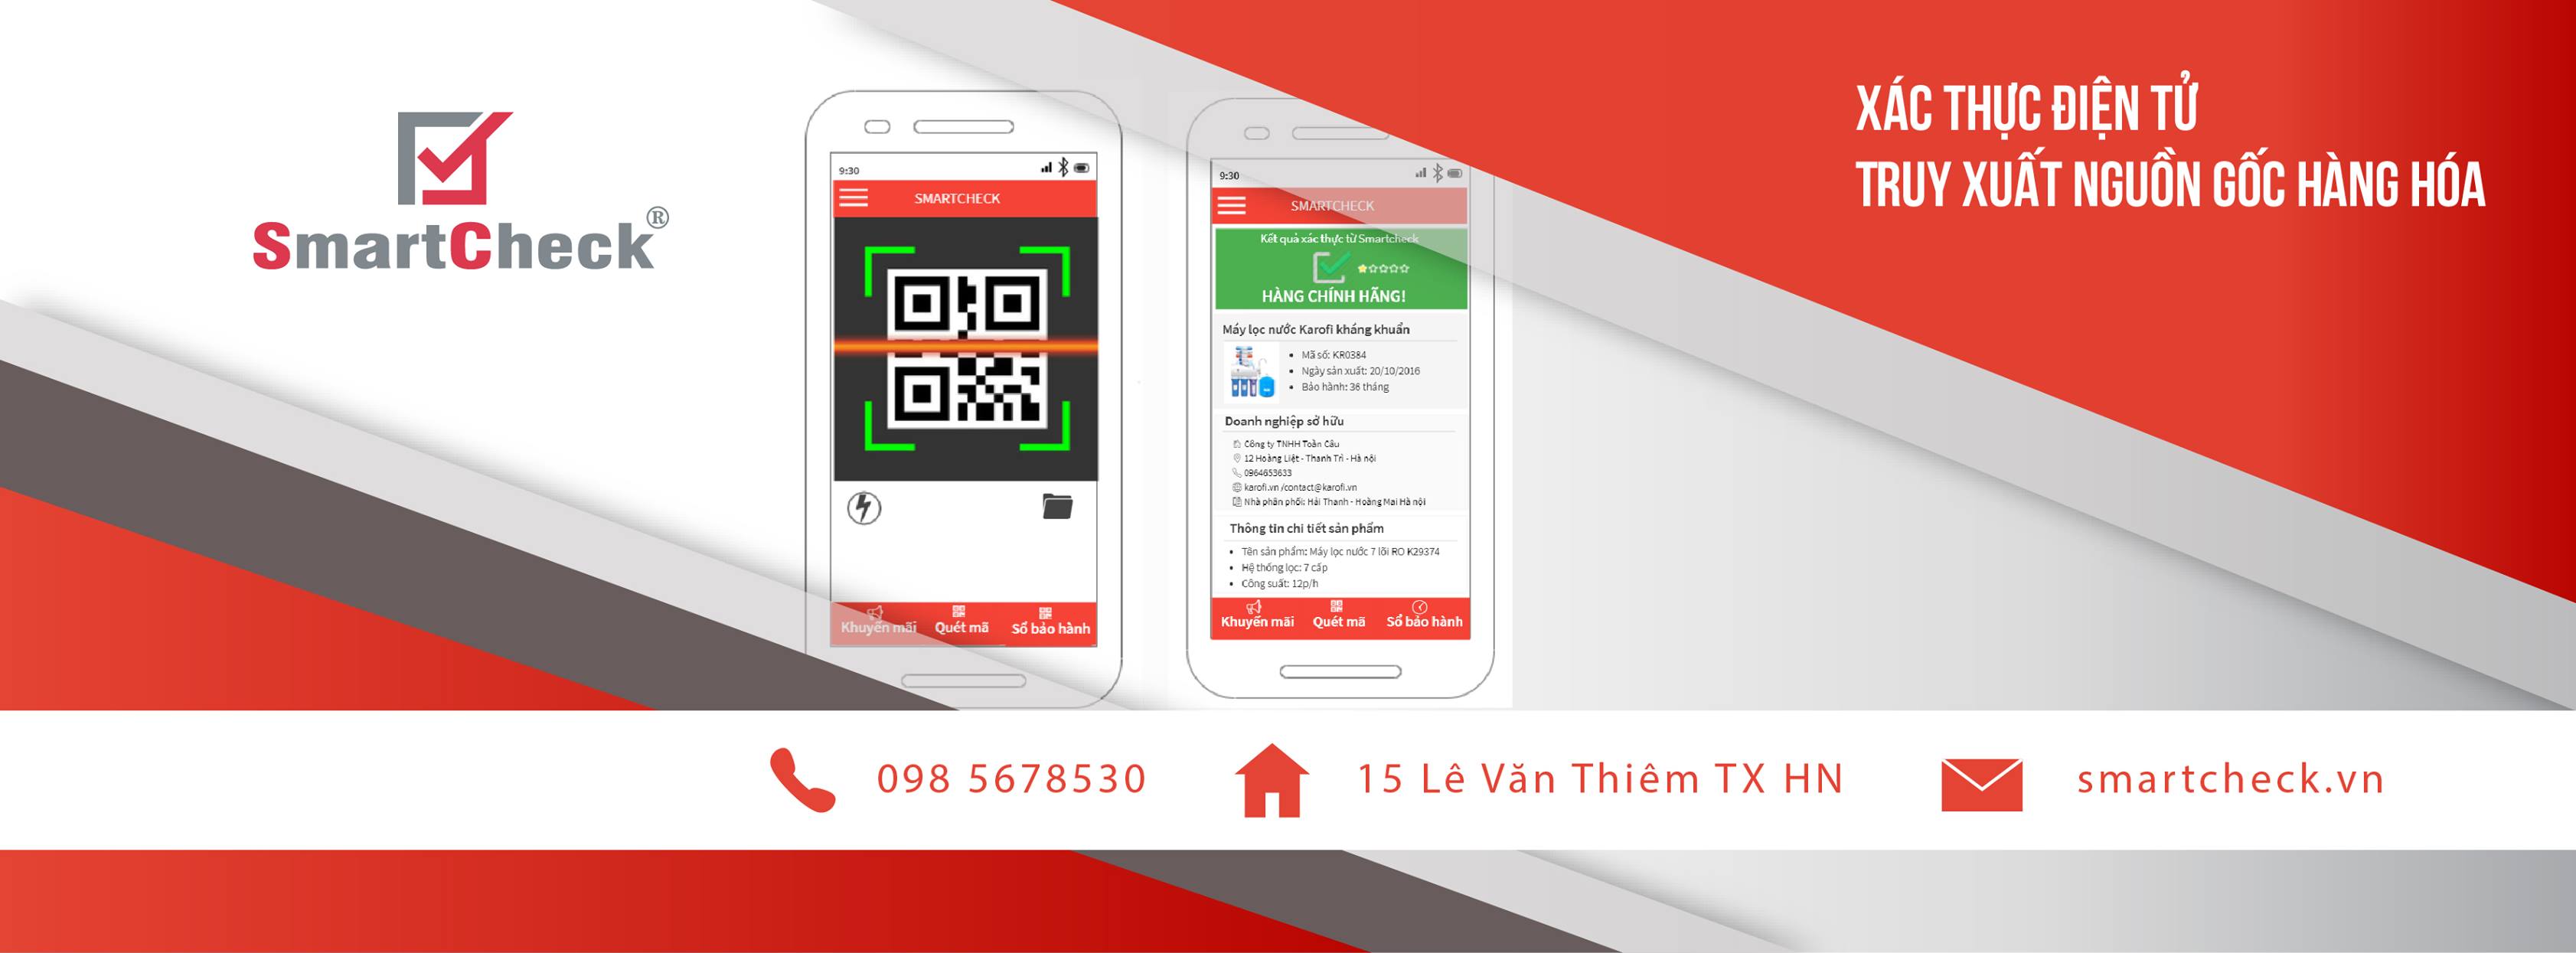 SmartCheck®
XÁC THỰC ĐIỆN TỬ
TRUY XUẤT NGUỒN GỐC HÀNG HÓA
9:30
SMARTCHECK
Khuyến mãi Quét mã Sổ bảo hành
9:30
SMARTCHECK
Kết quả xác thực từ Smartcheck
HÀNG CHÍNH HÃNG!
Máy lọc nước Karofi kháng khuẩn
Mã số: KR0384
Ngày sản xuất: 20/10/2016
Bảo hành: 36 tháng
Doanh nghiệp sở hữu
Công ty TNHH Toàn Cầu
12 Hoàng Liệt - Thanh Trì - Hà nội
0964653633
karofi.vn /contact@karofi.vn
Nhà phân phối: Hải Thanh - Hoàng Mai Hà nội
Thông tin chi tiết sản phẩm
Tên sản phẩm: Máy lọc nước 7 lõi RO K29374
Hệ thống lọc: 7 cấp
Công suất: 12p/h
Khuyến mãi Quét mã Sổ bảo hành
098 5678530
15 Lê Văn Thiêm TX HN
smartcheck.vn